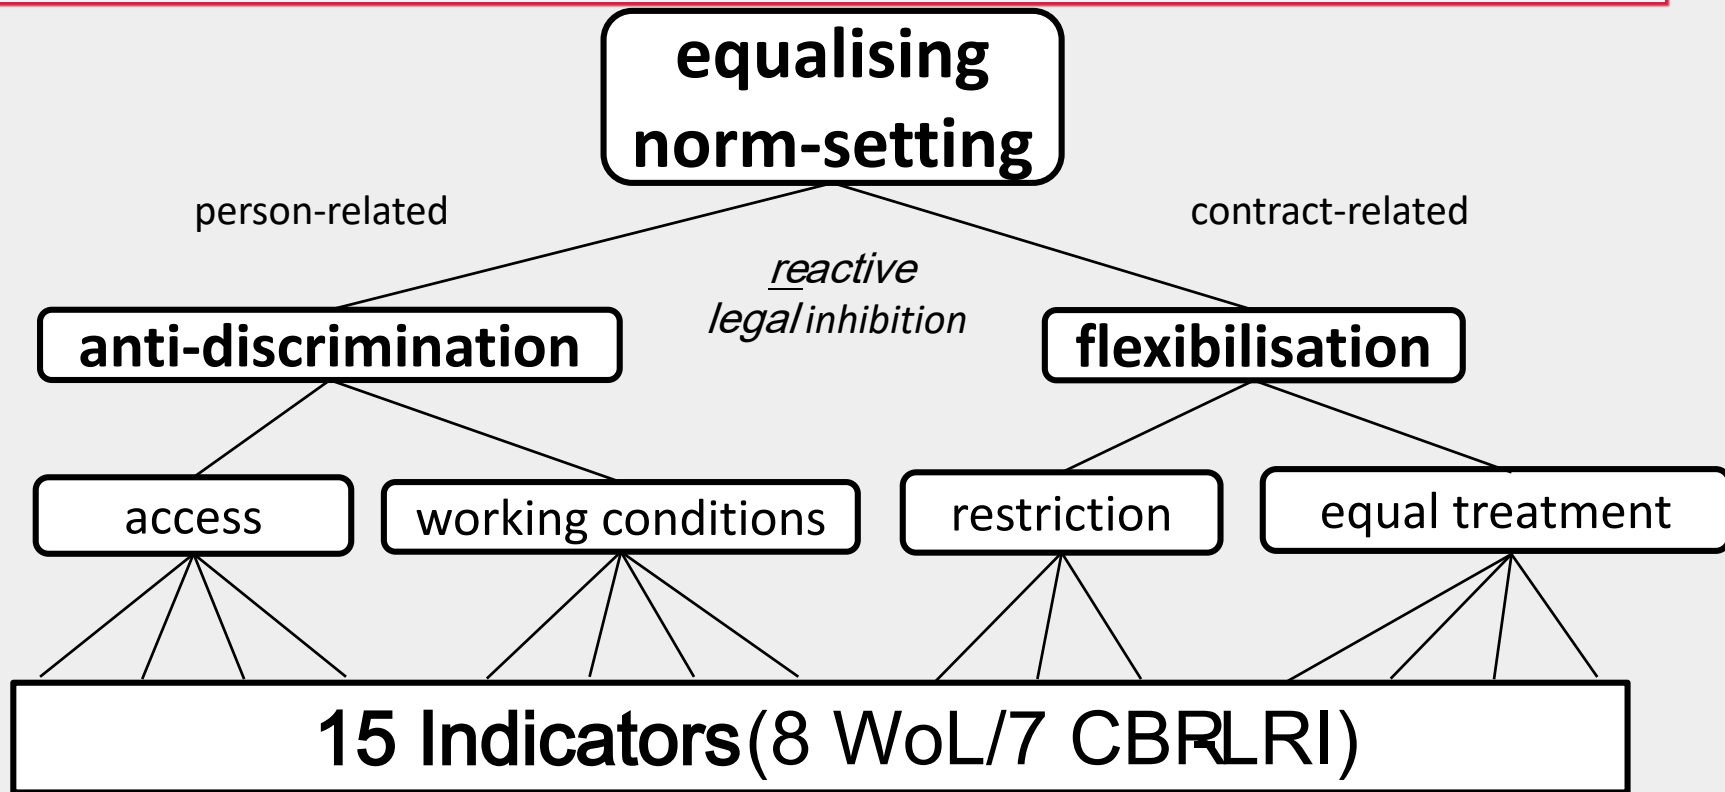 equalising
norm-setting
person-related
contract-related
reactive
legal inhibition
anti-discrimination
flexibilisation
access
working conditions
restriction
equal treatment
15 Indicators (8 WoL/7 CBR-LRI)